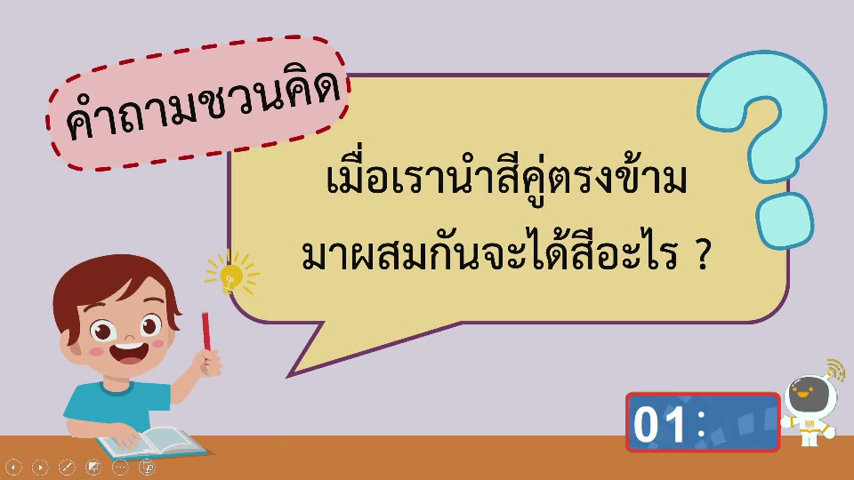 คำถามชวนคิด
เมื่อเรานำสีคู่ตรงข้าม
มาผสมกันจะได้สีอะไร ?
01: